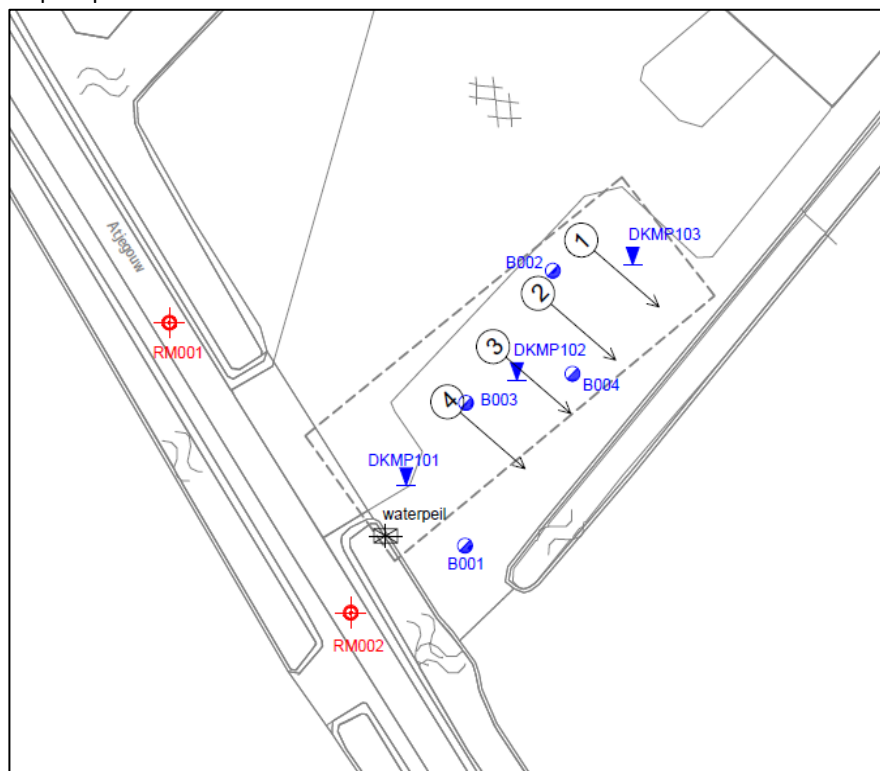 Atjegouw
RM001
1
DKMP103
B002
2
3
DKMP102
B004
4
B003
DKMP101
waterpeil
B001
RM002